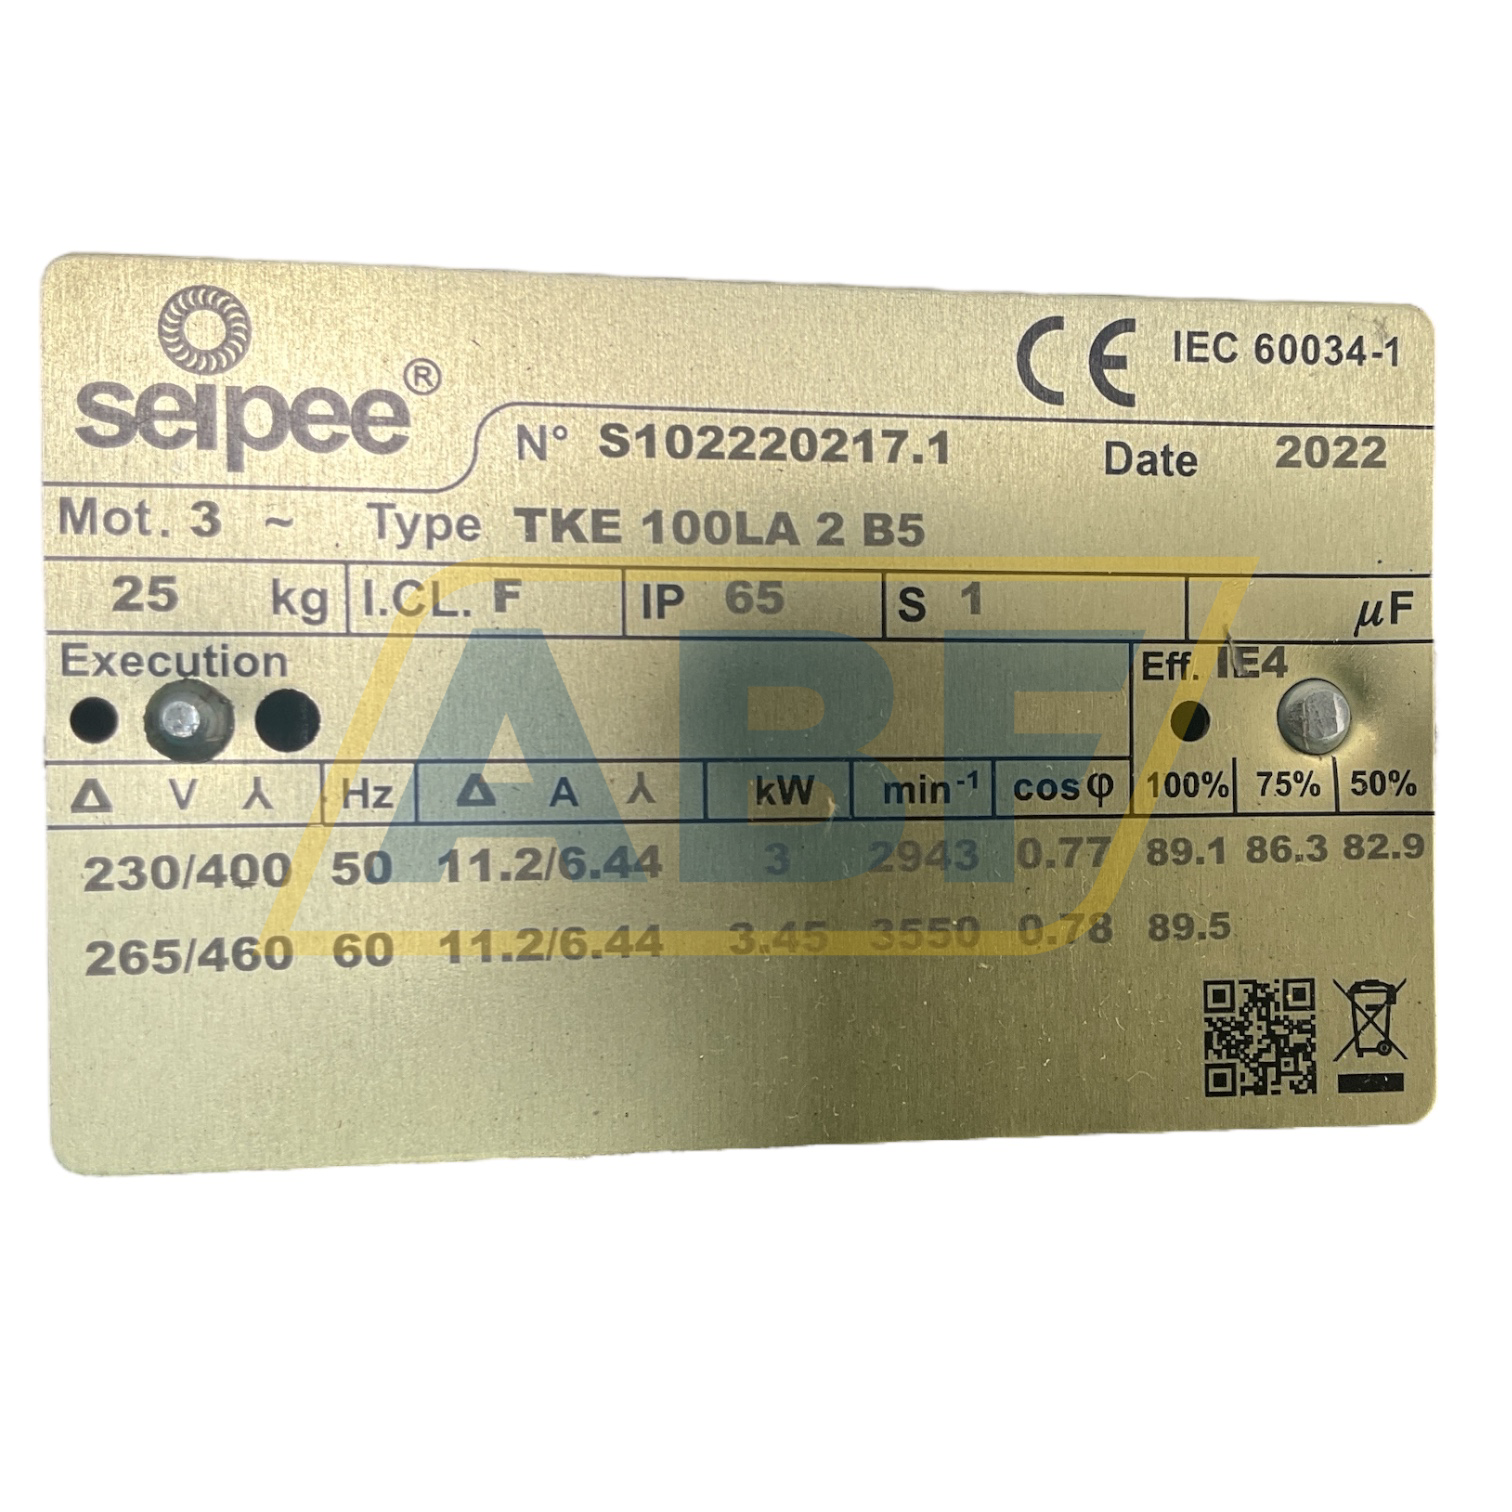 seipee®
CE IEC 60034-1
N° S102220217.1 Date 2022
Mot. 3 ~ Type TKE 100LA 2 B5
25 kg I.CL. F IP 65 S 1 µF
Execution Eff. IE4
Δ V ⅄ Hz Δ A ⅄ kW min⁻¹ cosφ 100% 75% 50%
230/400 50 11.2/6.44 3 2943 0.77 89.1 86.3 82.9
265/460 60 11.2/6.44 3.45 3550 0.78 89.5
ABF